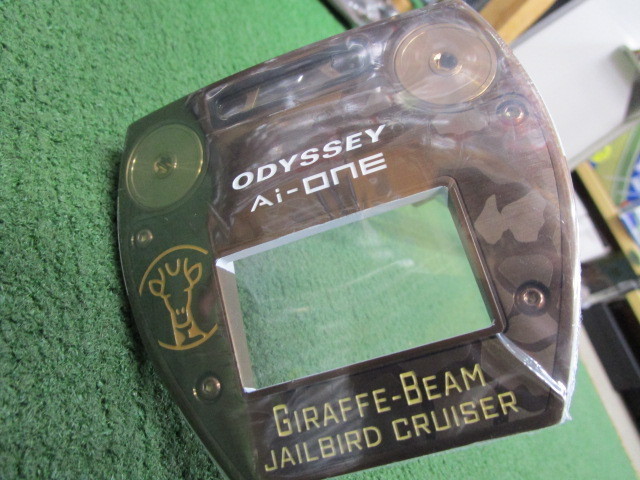 ODYSSEY
Ai-ONE
GIRAFFE-BEAM
JAILBIRD CRUISER